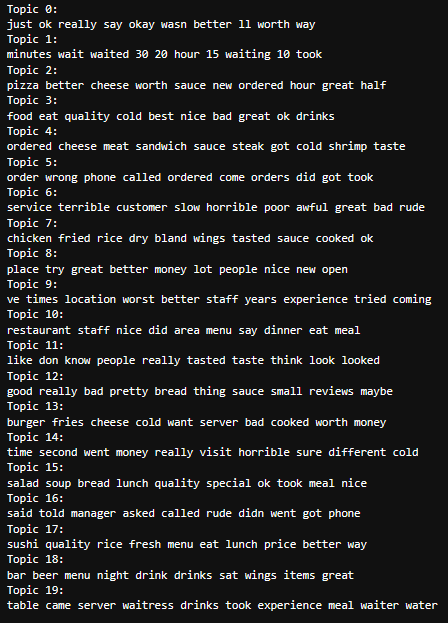 Topic 0:
just ok really say okay wasn better ll worth way
Topic 1:
minutes wait waited 30 20 hour 15 waiting 10 took
Topic 2:
pizza better cheese worth sauce new ordered hour great half
Topic 3:
food eat quality cold best nice bad great ok drinks
Topic 4:
ordered cheese meat sandwich sauce steak got cold shrimp taste
Topic 5:
order wrong phone called ordered come orders did got took
Topic 6:
service terrible customer slow horrible poor awful great bad rude
Topic 7:
chicken fried rice dry bland wings tasted sauce cooked ok
Topic 8:
place try great better money lot people nice new open
Topic 9:
ve times location worst better staff years experience tried coming
Topic 10:
restaurant staff nice did area menu say dinner eat meal
Topic 11:
like don know people really tasted taste think look looked
Topic 12:
good really bad pretty bread thing sauce small reviews maybe
Topic 13:
burger fries cheese cold want server bad cooked worth money
Topic 14:
time second went money really visit horrible sure different cold
Topic 15:
salad soup bread lunch quality special ok took meal nice
Topic 16:
said told manager asked called rude didn went got phone
Topic 17:
sushi quality rice fresh menu eat lunch price better way
Topic 18:
bar beer menu night drink drinks sat wings items great
Topic 19:
table came server waitress drinks took experience meal waiter water